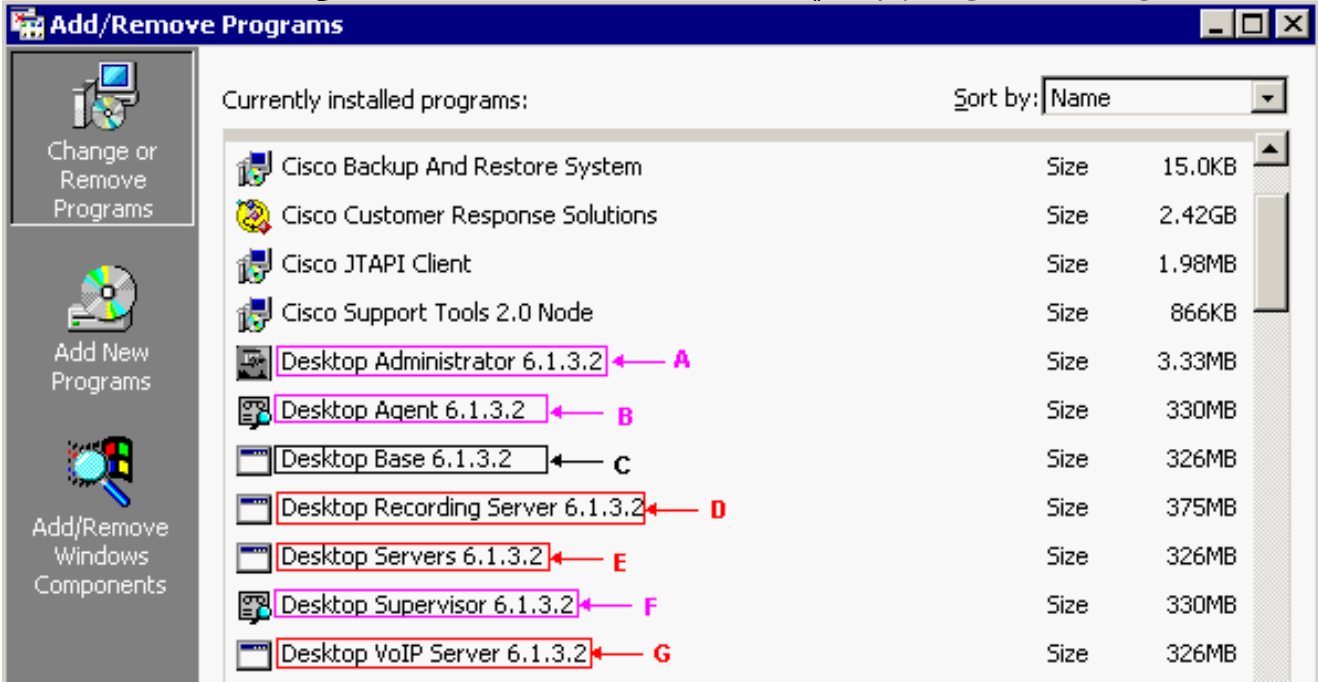 Add/Remove Programs
Change or
Remove
Programs
Add New
Programs
Add/Remove
Windows
Components
Currently installed programs:
Sort by: Name
Cisco Backup And Restore System Size 15.0KB
Cisco Customer Response Solutions Size 2.42GB
Cisco JTAPI Client Size 1.98MB
Cisco Support Tools 2.0 Node Size 866KB
Desktop Administrator 6.1.3.2 A Size 3.33MB
Desktop Agent 6.1.3.2 B Size 330MB
Desktop Base 6.1.3.2 C Size 326MB
Desktop Recording Server 6.1.3.2 D Size 375MB
Desktop Servers 6.1.3.2 E Size 326MB
Desktop Supervisor 6.1.3.2 F Size 330MB
Desktop VoIP Server 6.1.3.2 G Size 326MB